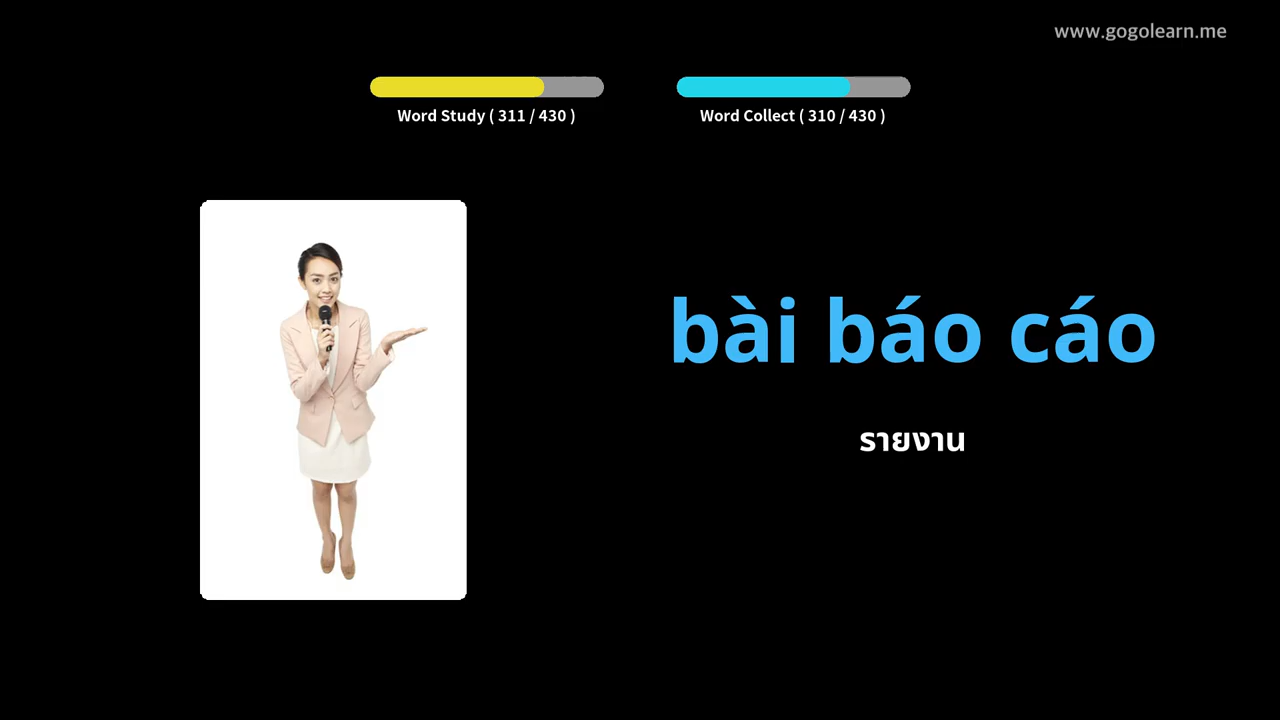 www.gogolearn.me
Word Study ( 311 / 430 )
Word Collect ( 310 / 430 )
bài báo cáo
รายงาน